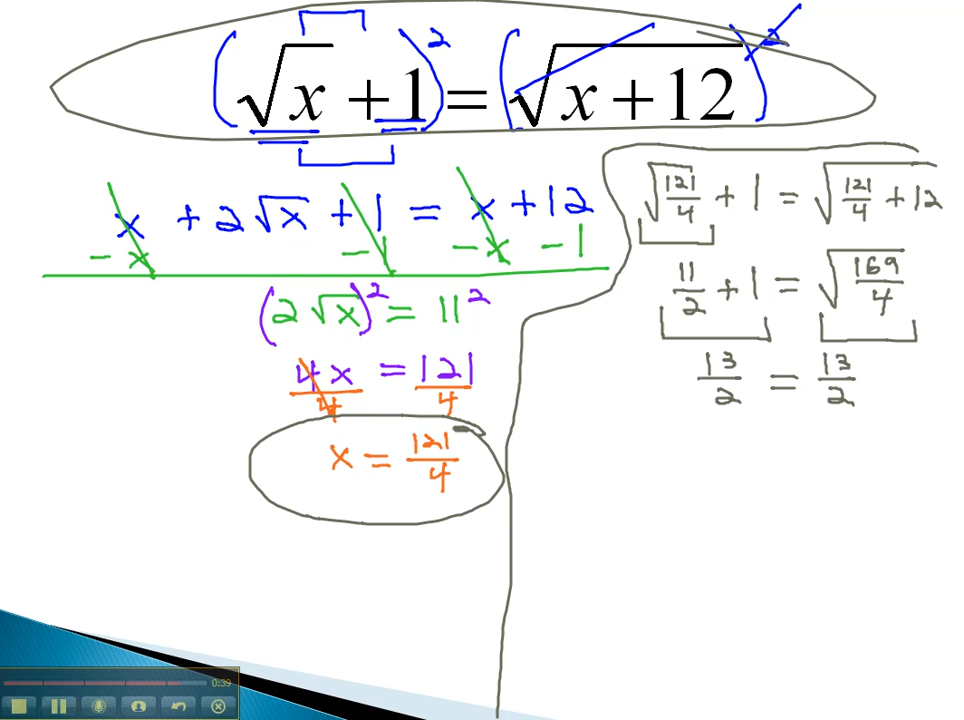 (√x + 1)² = (√x + 12)²
x + 2√x + 1 = x + 12
- x - 1 - x - 1
(2√x)² = 11²
4x/4 = 121/4
x = 121/4
√121/4 + 1 = √121/4 + 12
11/2 + 1 = √169/4
13/2 = 13/2
0:39